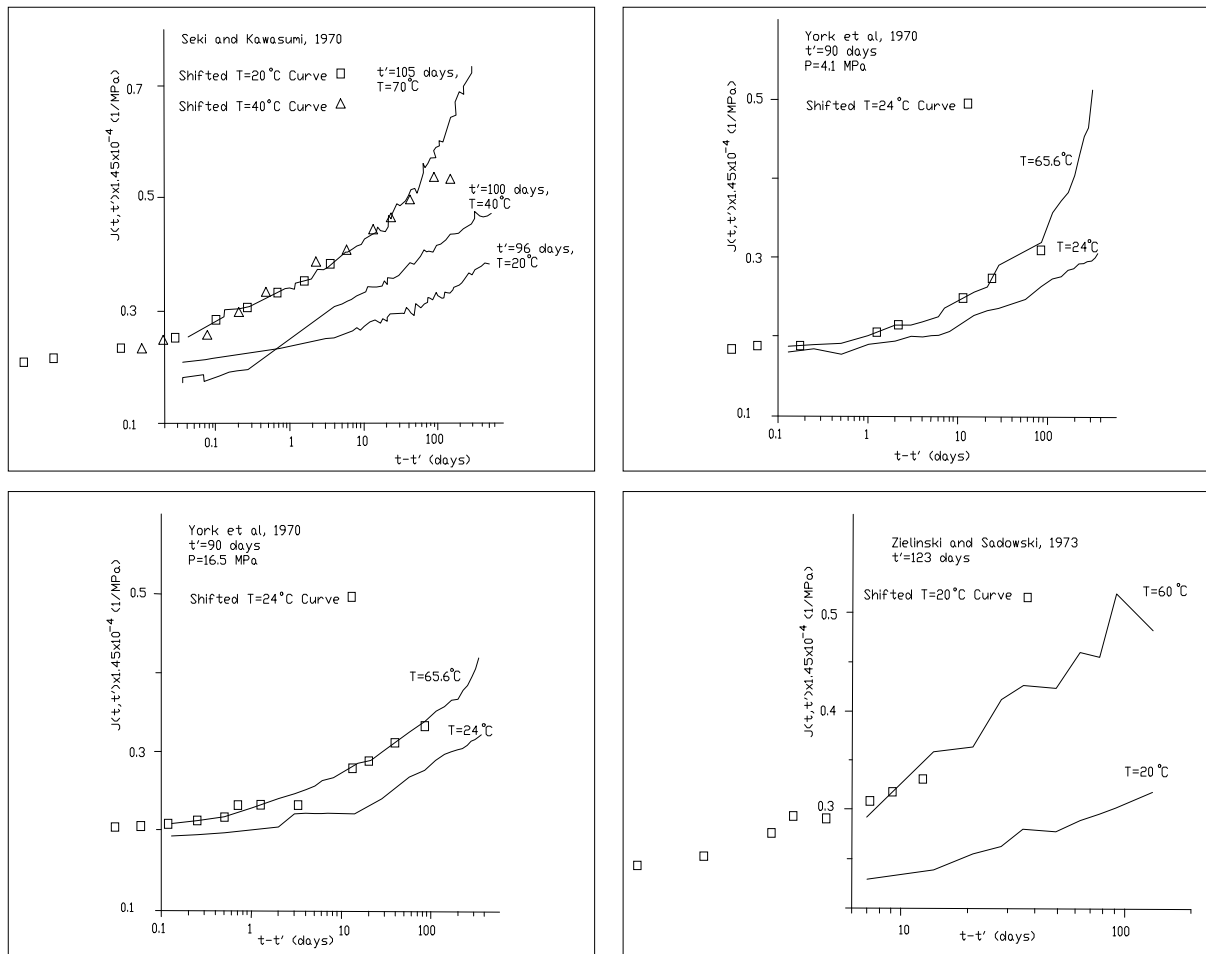 Seki and Kawasumi, 1970
Shifted T=20°C Curve
Shifted T=40°C Curve
t'=105 days,
T=70°C
t'=100 days,
T=40°C
t'=96 days,
T=20°C
J(t,t')x1.45x10⁻⁴ (1/MPa)
0.7
0.5
0.3
0.1
0.1
1
10
100
t-t' (days)
York et al, 1970
t'=90 days
P=4.1 MPa
Shifted T=24°C Curve
T=65.6°C
T=24°C
J(t,t')x1.45x10⁻⁴ (1/MPa)
0.5
0.3
0.1
0.1
1
10
100
t-t' (days)
York et al, 1970
t'=90 days
P=16.5 MPa
Shifted T=24°C Curve
T=65.6°C
T=24°C
J(t,t')x1.45x10⁻⁴ (1/MPa)
0.5
0.3
0.1
0.1
1
10
100
t-t' (days)
Zielinski and Sadowski, 1973
t'=123 days
Shifted T=20°C Curve
T=60°C
T=20°C
J(t,t')x1.45x10⁻⁴ (1/MPa)
0.5
0.4
0.3
10
100
t-t' (days)